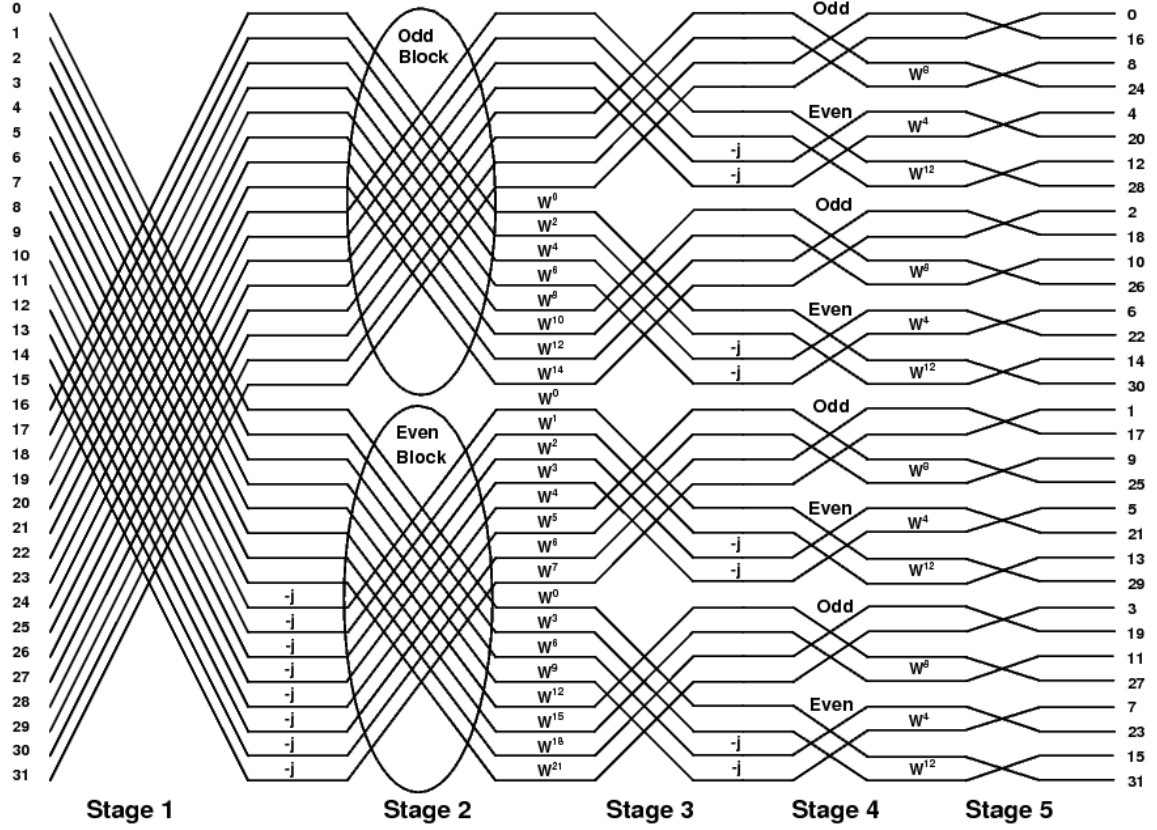 0
1
2
3
4
5
6
7
8
9
10
11
12
13
14
15
16
17
18
19
20
21
22
23
24
25
26
27
28
29
30
31
-j
-j
-j
-j
-j
-j
-j
-j
Odd
Block
Even
Block
W⁰
W²
W⁴
W⁶
W⁸
W¹⁰
W¹²
W¹⁴
W⁰
W¹
W²
W³
W⁴
W⁵
W⁶
W⁷
W⁰
W³
W⁶
W⁹
W¹²
W¹⁵
W¹⁸
W²¹
-j
-j
-j
-j
-j
-j
-j
-j
Odd
W⁸
Even
W⁴
W¹²
Odd
W⁸
Even
W⁴
W¹²
Odd
W⁸
Even
W⁴
W¹²
Odd
W⁸
Even
W⁴
W¹²
0
16
8
24
4
20
12
28
2
18
10
26
6
22
14
30
1
17
9
25
5
21
13
29
3
19
11
27
7
23
15
31
Stage 1
Stage 2
Stage 3
Stage 4
Stage 5